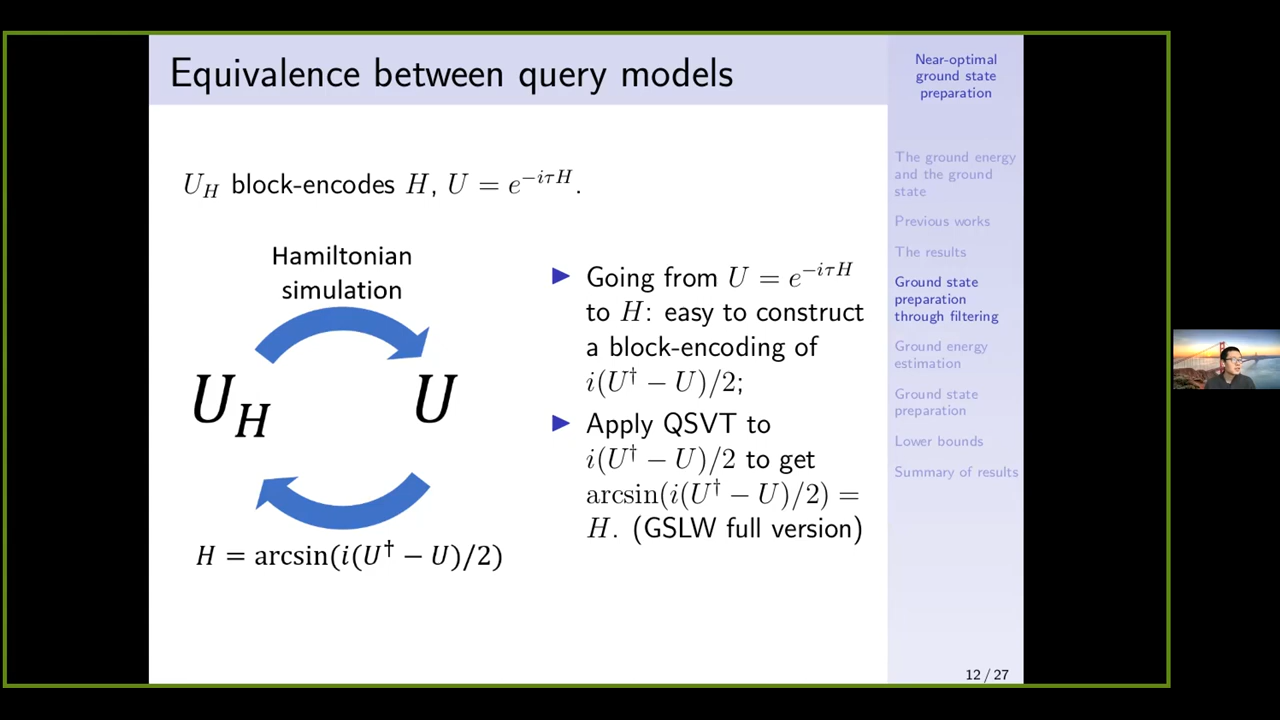 Equivalence between query models
U_H block-encodes H, U = e^{−iτH}.
Hamiltonian
simulation
U_H
U
H = arcsin(i(U† − U)/2)
▶ Going from U = e^{−iτH}
to H: easy to construct
a block-encoding of
i(U† − U)/2;
▶ Apply QSVT to
i(U† − U)/2 to get
arcsin(i(U† − U)/2) =
H. (GSLW full version)
Near-optimal
ground state
preparation
The ground energy
and the ground
state
Previous works
The results
Ground state
preparation
through filtering
Ground energy
estimation
Ground state
preparation
Lower bounds
Summary of results
12 / 27